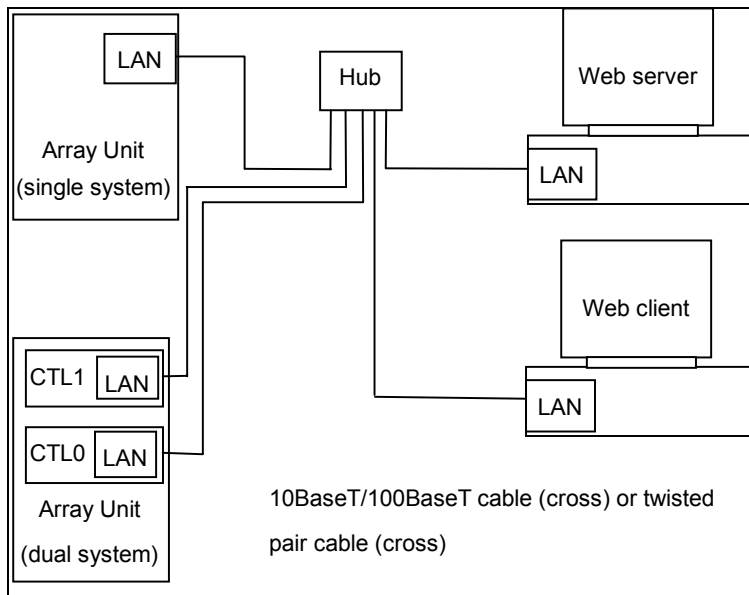 LAN
Hub
Web server
Array Unit
(single system)
LAN
Web client
CTL1
LAN
LAN
CTL0
LAN
Array Unit
(dual system)
10BaseT/100BaseT cable (cross) or twisted
pair cable (cross)